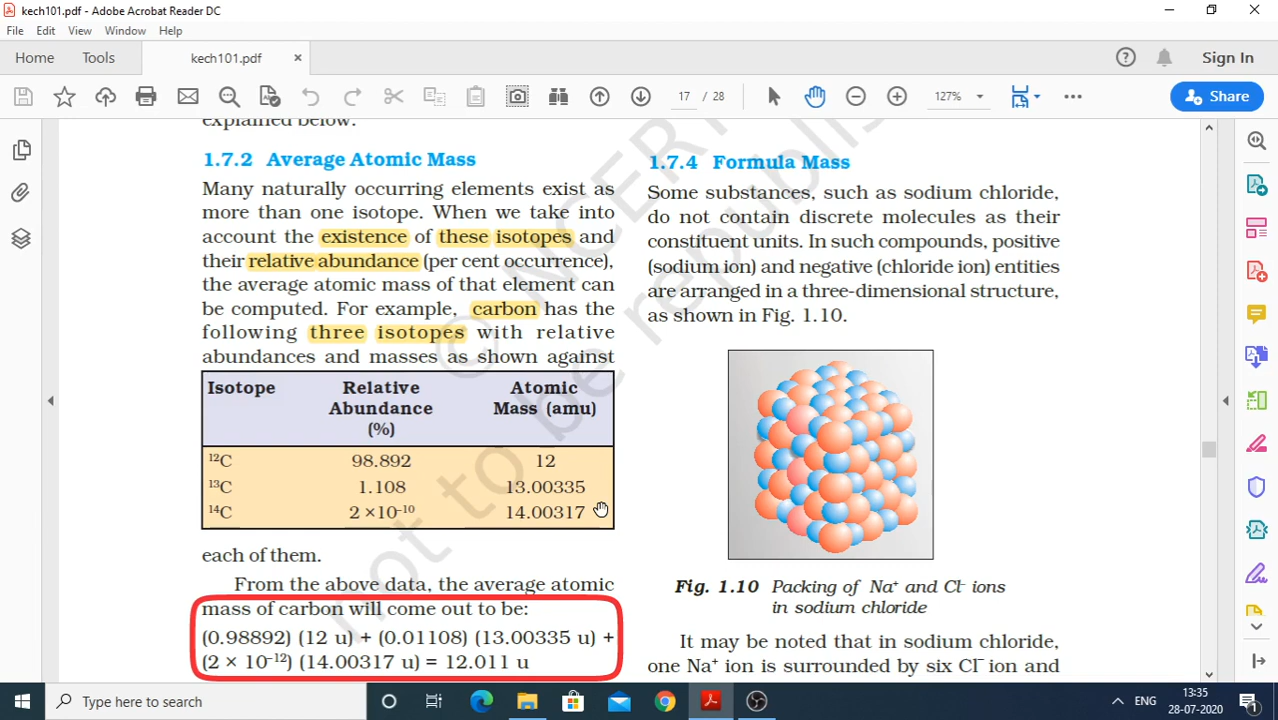 kech101.pdf - Adobe Acrobat Reader DC
File Edit View Window Help
Home Tools kech101.pdf × Sign In
17 / 28 127% Share
explained below.
1.7.2 Average Atomic Mass
Many naturally occurring elements exist as
more than one isotope. When we take into
account the existence of these isotopes and
their relative abundance (per cent occurrence),
the average atomic mass of that element can
be computed. For example, carbon has the
following three isotopes with relative
abundances and masses as shown against
Isotope Relative Abundance (%) Atomic Mass (amu)
¹²C 98.892 12
¹³C 1.108 13.00335
¹⁴C 2 ×10⁻¹⁰ 14.00317
each of them.
From the above data, the average atomic
mass of carbon will come out to be:
(0.98892) (12 u) + (0.01108) (13.00335 u) +
(2 × 10⁻¹²) (14.00317 u) = 12.011 u
1.7.4 Formula Mass
Some substances, such as sodium chloride,
do not contain discrete molecules as their
constituent units. In such compounds, positive
(sodium ion) and negative (chloride ion) entities
are arranged in a three-dimensional structure,
as shown in Fig. 1.10.
Fig. 1.10 Packing of Na⁺ and Cl⁻ ions
in sodium chloride
It may be noted that in sodium chloride,
one Na⁺ ion is surrounded by six Cl⁻ ion and
© NCERT
not to be republis
Type here to search
ENG
13:35
28-07-2020
1